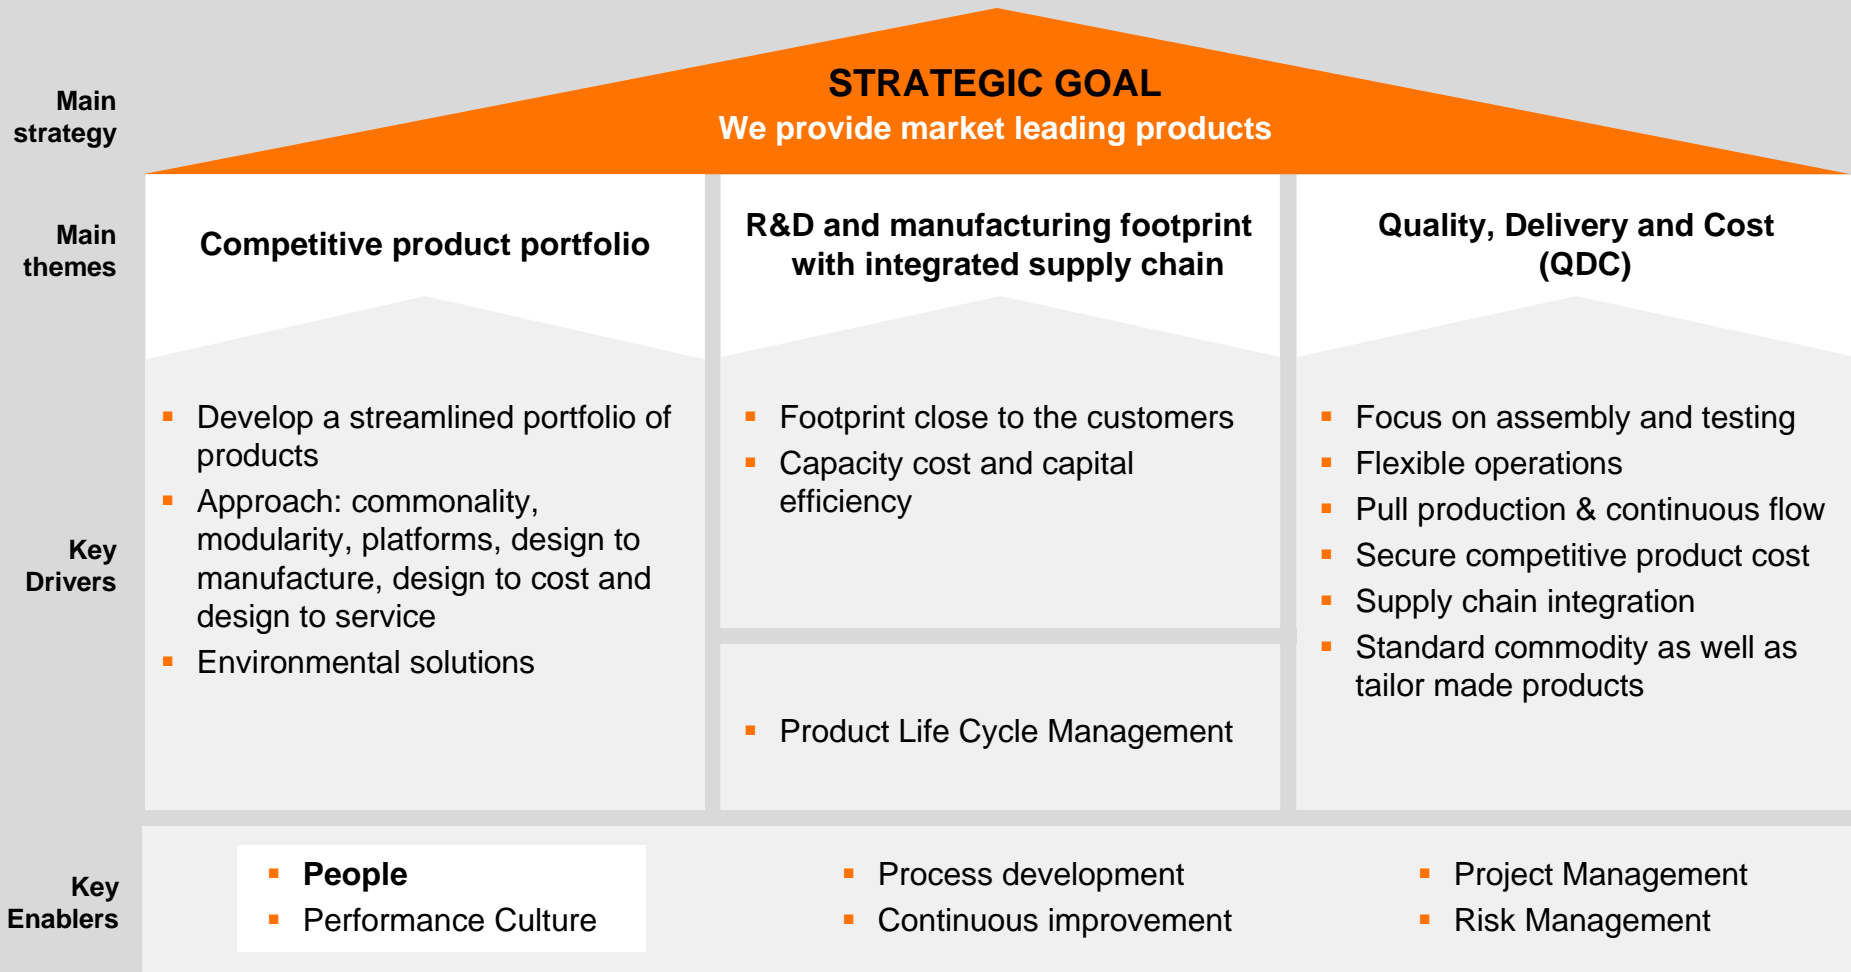 STRATEGIC GOAL
We provide market leading products
Main
strategy
Main
themes
Competitive product portfolio
R&D and manufacturing footprint
with integrated supply chain
Quality, Delivery and Cost
(QDC)
Key
Drivers
Develop a streamlined portfolio of
products
Approach: commonality,
modularity, platforms, design to
manufacture, design to cost and
design to service
Environmental solutions
Footprint close to the customers
Capacity cost and capital
efficiency
Product Life Cycle Management
Focus on assembly and testing
Flexible operations
Pull production & continuous flow
Secure competitive product cost
Supply chain integration
Standard commodity as well as
tailor made products
Key
Enablers
People
Performance Culture
Process development
Continuous improvement
Project Management
Risk Management